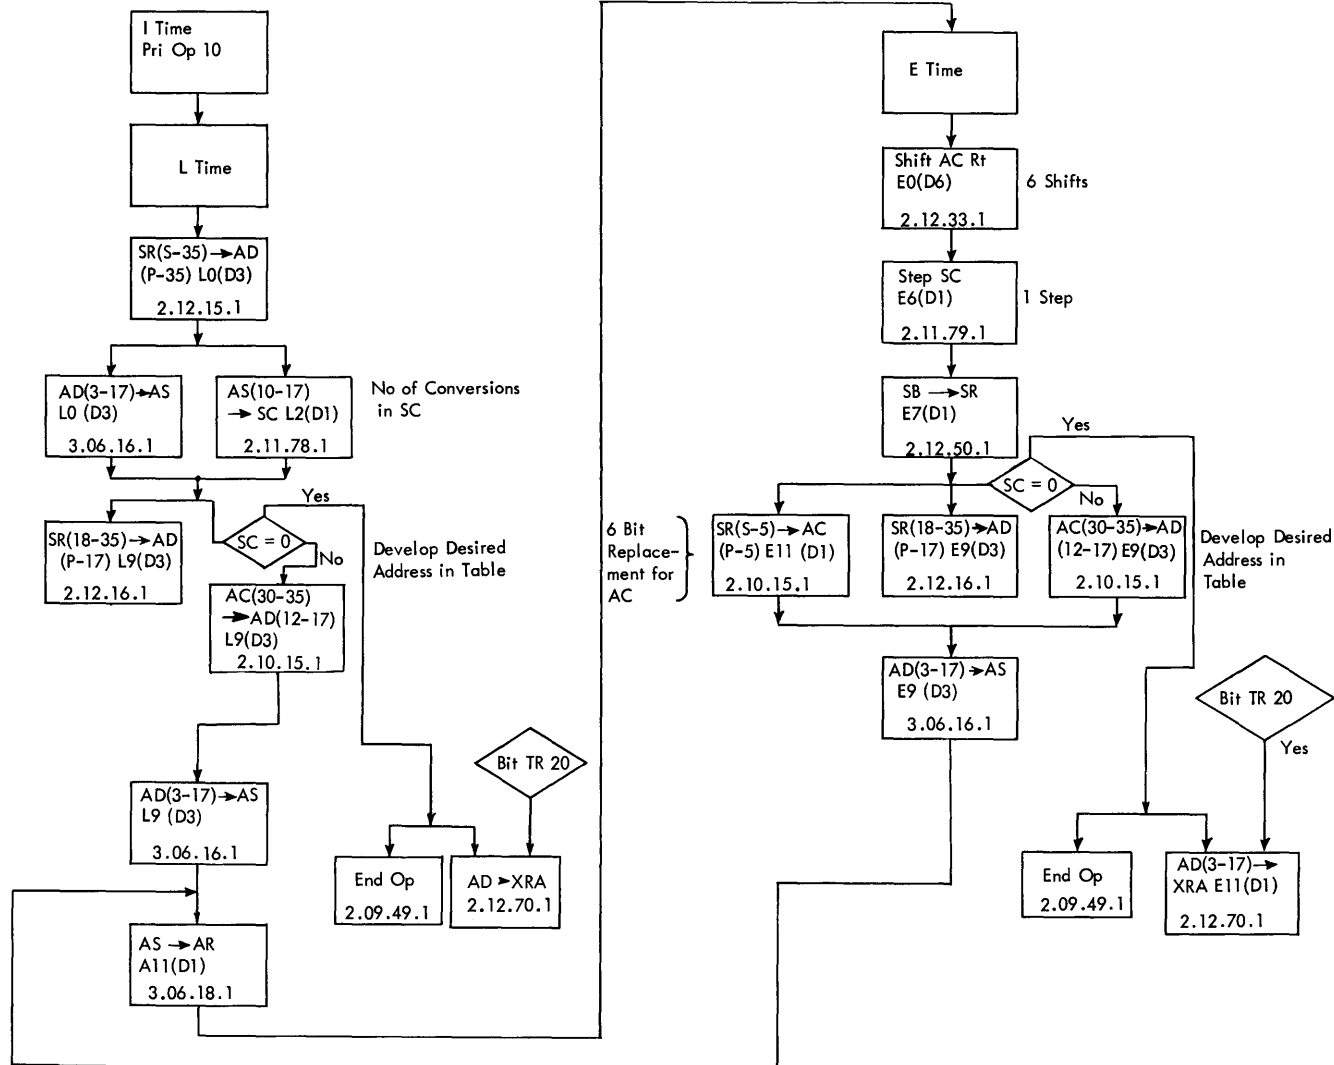 I Time
Pri Op 10
L Time
SR(S-35)→AD
(P-35) L0(D3)
2.12.15.1
AD(3-17)→AS
L0 (D3)
3.06.16.1
AS(10-17)
→ SC L2(D1)
2.11.78.1
No of Conversions
in SC
SR(18-35)→AD
(P-17) L9(D3)
2.12.16.1
SC = 0
Yes
No
Develop Desired
Address in Table
AC(30-35)
→AD(12-17)
L9(D3)
2.10.15.1
AD(3-17)→AS
L9 (D3)
3.06.16.1
Bit TR 20
End Op
2.09.49.1
AD➤XRA
2.12.70.1
AS →AR
A11(D1)
3.06.18.1
E Time
Shift AC Rt
E0(D6)
2.12.33.1
6 Shifts
Step SC
E6(D1)
2.11.79.1
1 Step
SB →SR
E7(D1)
2.12.50.1
Yes
SC = 0
No
6 Bit
Replace-
ment for
AC
SR(S-5)→AC
(P-5) E11 (D1)
2.10.15.1
SR(18-35)→AD
(P-17) E9(D3)
2.12.16.1
AC(30-35)→AD
(12-17) E9(D3)
2.10.15.1
Develop Desired
Address in
Table
AD(3-17)→AS
E9 (D3)
3.06.16.1
Bit TR 20
Yes
End Op
2.09.49.1
AD(3-17)→
XRA E11(D1)
2.12.70.1